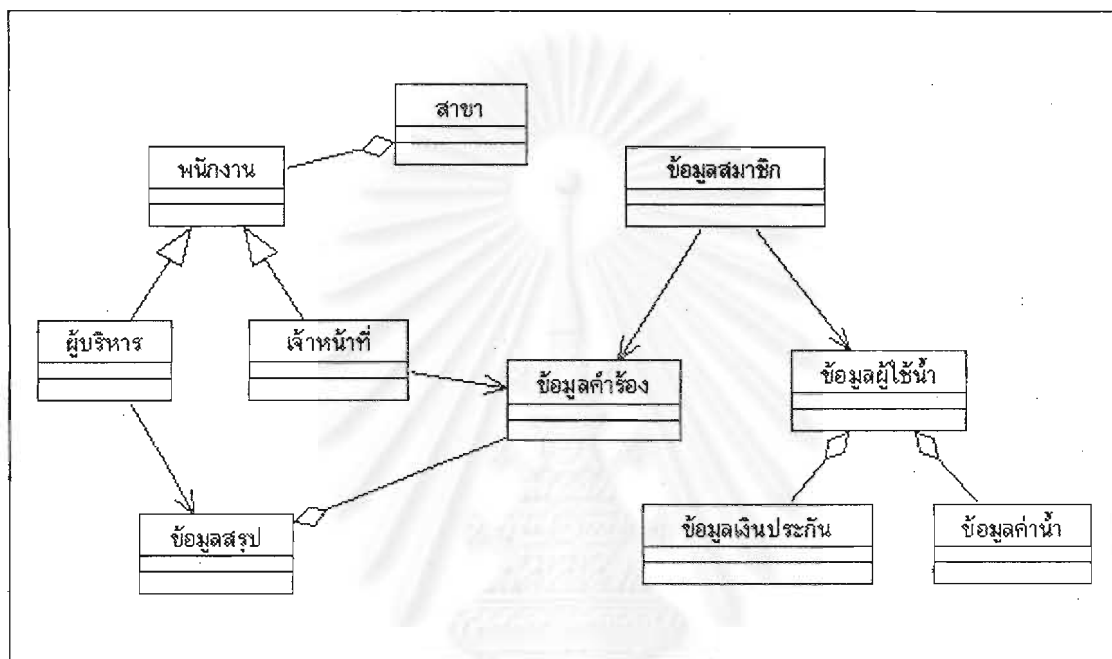 สาขา
พนักงาน
ข้อมูลสมาชิก
ผู้บริหาร
เจ้าหน้าที่
ข้อมูลคำร้อง
ข้อมูลผู้ใช้น้ำ
ข้อมูลสรุป
ข้อมูลเงินประกัน
ข้อมูลค่าน้ำ